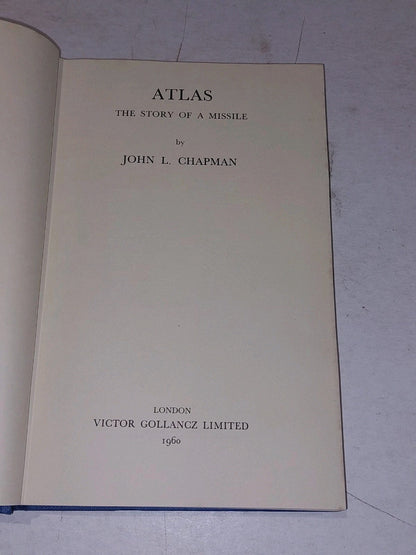 ATLAS
THE STORY OF A MISSILE
by
JOHN L. CHAPMAN
LONDON
VICTOR GOLLANCZ LIMITED
1960